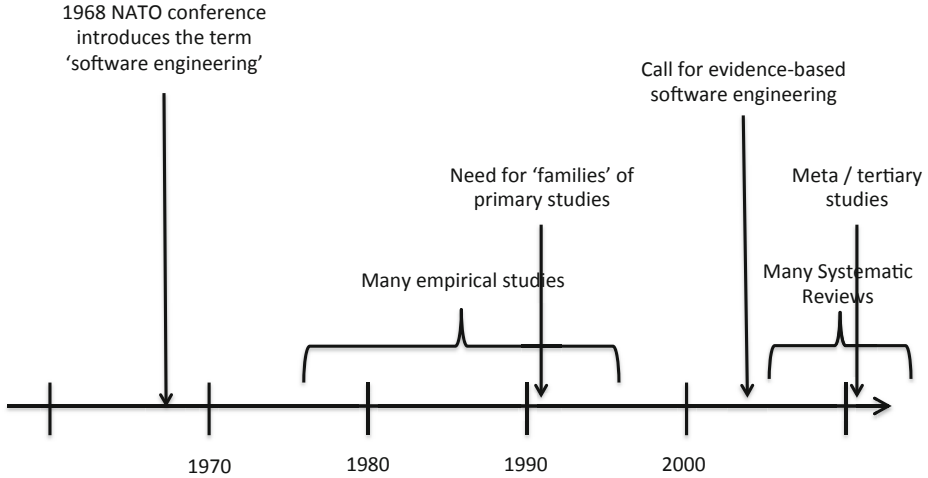 1968 NATO conference
introduces the term
‘software engineering’
Call for evidence-based
software engineering
Need for ‘families’ of
primary studies
Meta / tertiary
studies
Many empirical studies
Many Systematic
Reviews
1970
1980
1990
2000